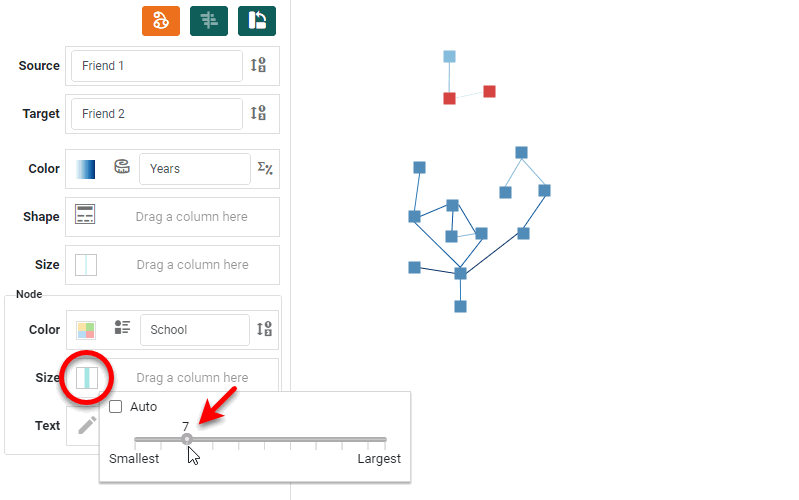 Source Friend 1
Target Friend 2
Color Years Σ%
Shape Drag a column here
Size Drag a column here
Node
Color School
Size Drag a column here
Auto
7
Text
Smallest Largest